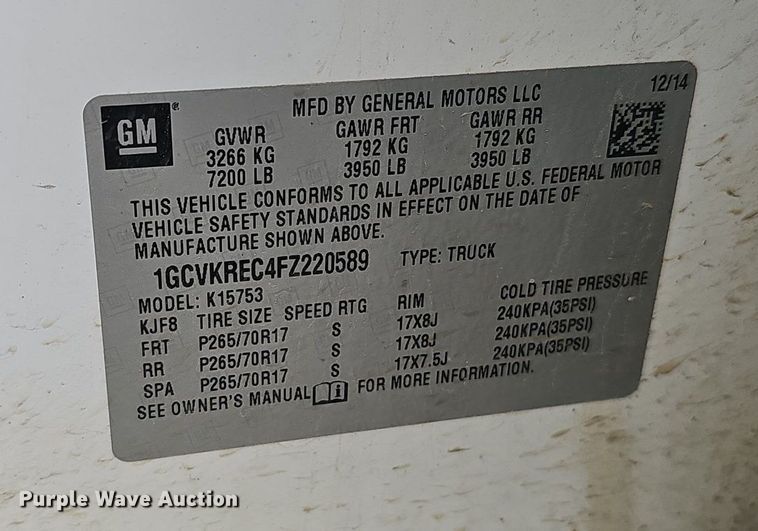 MFD BY GENERAL MOTORS LLC 12/14
GM®
GVWR GAWR FRT GAWR RR
3266 KG 1792 KG 1792 KG
7200 LB 3950 LB 3950 LB
THIS VEHICLE CONFORMS TO ALL APPLICABLE U.S. FEDERAL MOTOR
VEHICLE SAFETY STANDARDS IN EFFECT ON THE DATE OF
MANUFACTURE SHOWN ABOVE.
1GCVKREC4FZ220589 TYPE: TRUCK
MODEL: K15753
KJF8 TIRE SIZE SPEED RTG RIM COLD TIRE PRESSURE
FRT P265/70R17 S 17X8J 240KPA(35PSI)
RR P265/70R17 S 17X8J 240KPA(35PSI)
SPA P265/70R17 S 17X7.5J 240KPA(35PSI)
SEE OWNER'S MANUAL i FOR MORE INFORMATION.
Purple Wave Auction